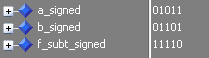 a_signed 01011
b_signed 01101
f_subt_signed 11110